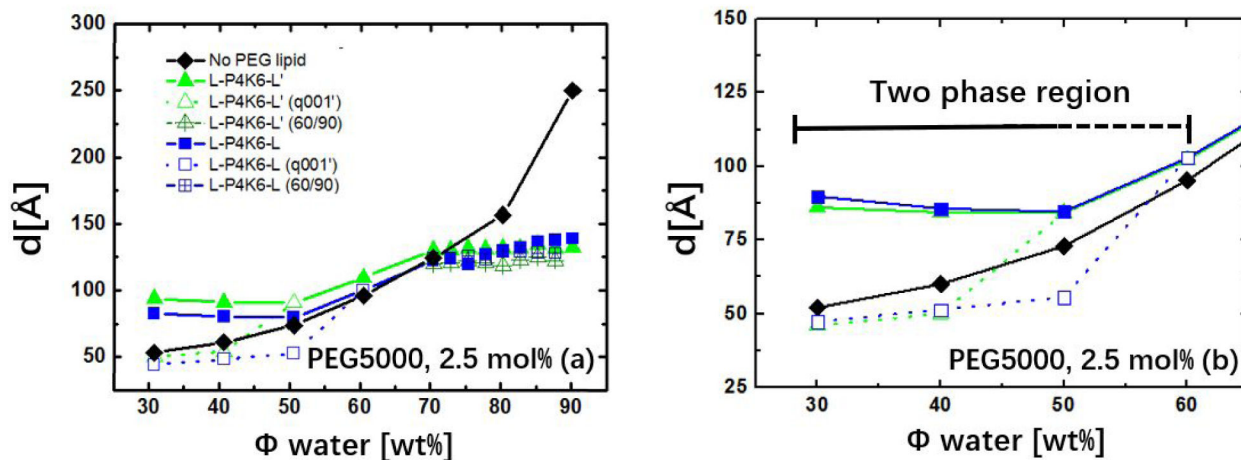 300
250
200
150
100
50
d[Å]
No PEG lipid
L-P4K6-L'
L-P4K6-L' (q001')
L-P4K6-L' (60/90)
L-P4K6-L
L-P4K6-L (q001')
L-P4K6-L (60/90)
PEG5000, 2.5 mol% (a)
30 40 50 60 70 80 90
Φ water [wt%]
150
125
100
75
50
25
d[Å]
Two phase region
PEG5000, 2.5 mol% (b)
30 40 50 60
Φ water [wt%]